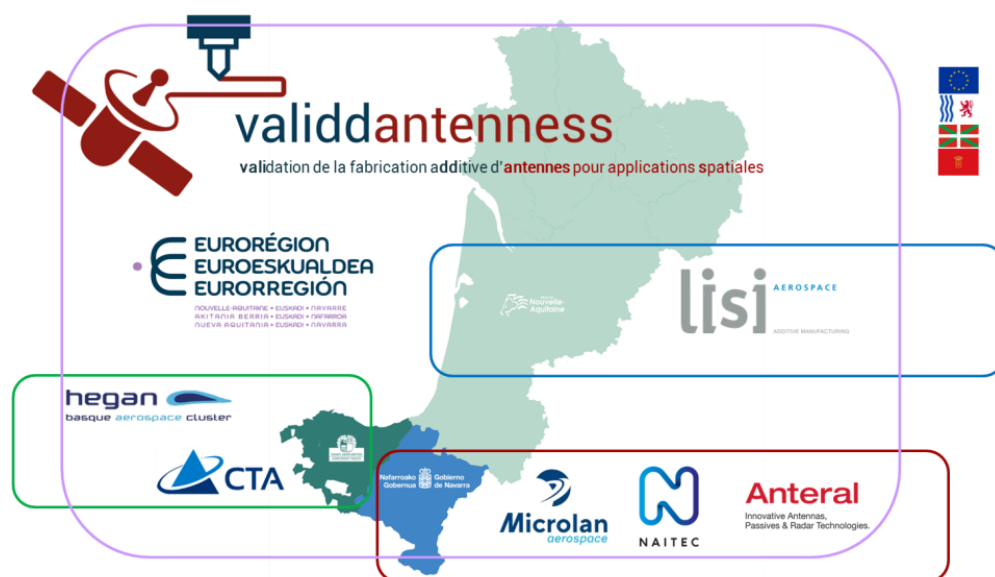 validdantenness
validation de la fabrication additive d'antennes pour applications spatiales
EURORÉGION
EUROESKUALDEA
EURORREGIÓN
NOUVELLE-AQUITAINE • EUSKADI • NAVARRE
AKITANIA BERRIA • EUSKADI • NAFARROA
NUEVA AQUITANIA • EUSKADI • NAVARRA
Nouvelle-
Aquitaine
lisi AEROSPACE
ADDITIVE MANUFACTURING
hegan
basque aerospace cluster
CTA
Nafarroako Gobierno
Gobernua de Navarra
Microlan
aerospace
NAITEC
Anteral
Innovative Antennas,
Passives & Radar Technologies.